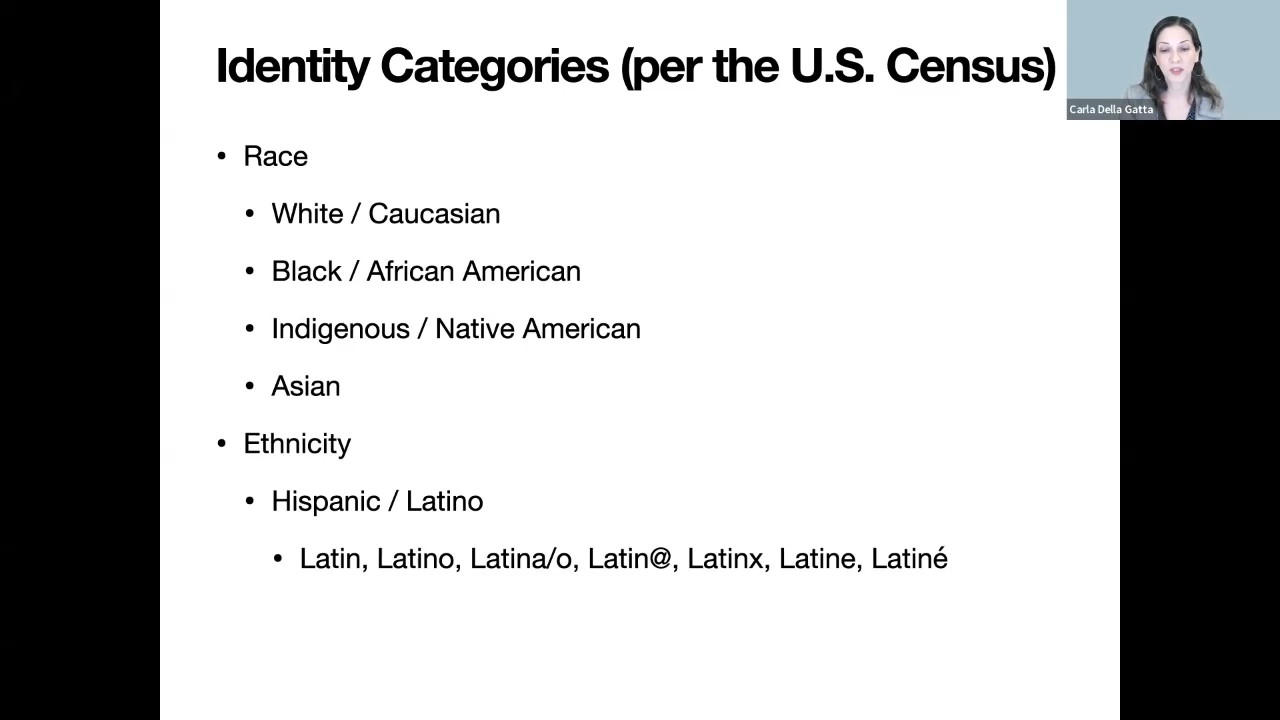 Identity Categories (per the U.S. Census)
Carla Della Gatta
• Race
• White / Caucasian
• Black / African American
• Indigenous / Native American
• Asian
• Ethnicity
• Hispanic / Latino
• Latin, Latino, Latina/o, Latin@, Latinx, Latine, Latiné